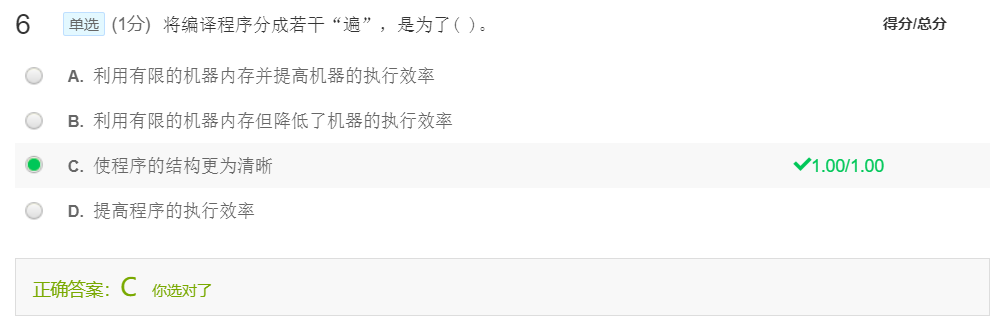 6 单选 (1分) 将编译程序分成若干“遍”，是为了( )。 得分/总分
A. 利用有限的机器内存并提高机器的执行效率
B. 利用有限的机器内存但降低了机器的执行效率
C. 使程序的结构更为清晰 1.00/1.00
D. 提高程序的执行效率
正确答案：C 你选对了